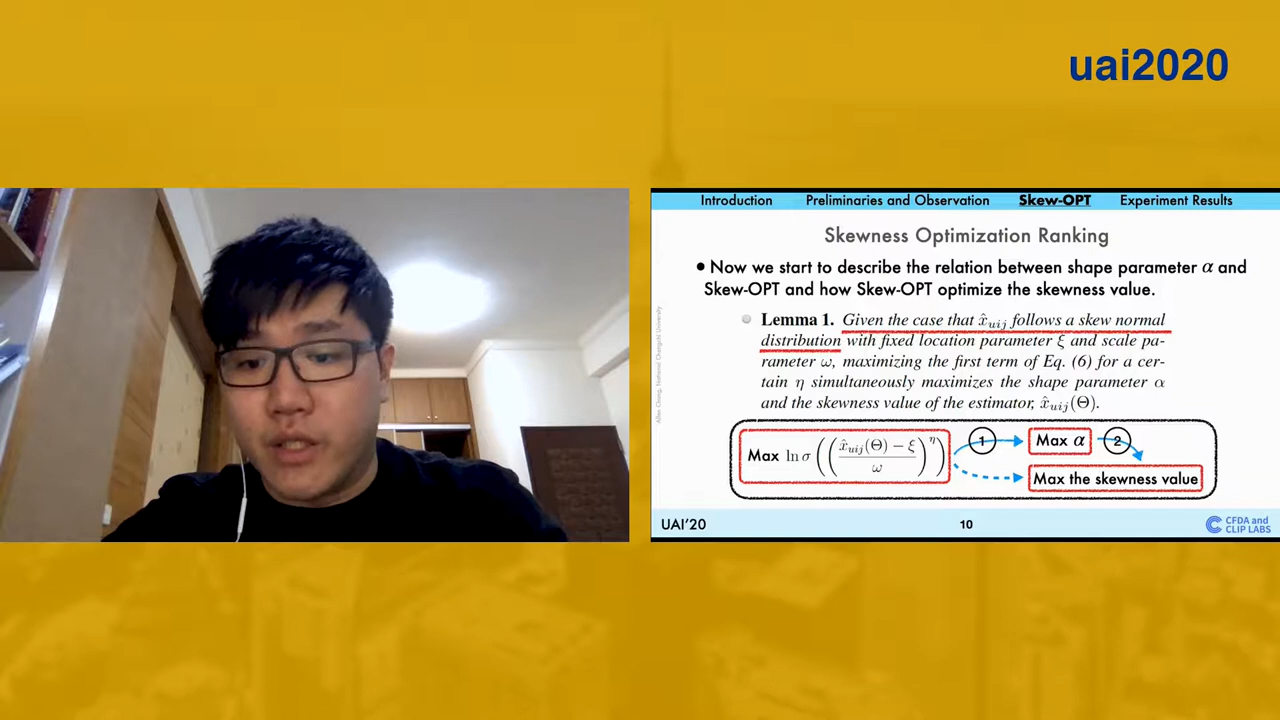 uai2020
Introduction Preliminaries and Observation Skew-OPT Experiment Results
Skewness Optimization Ranking
• Now we start to describe the relation between shape parameter α and
Skew-OPT and how Skew-OPT optimize the skewness value.
Lemma 1. Given the case that x̂_{uij} follows a skew normal
distribution with fixed location parameter ξ and scale pa-
rameter ω, maximizing the first term of Eq. (6) for a cer-
tain η simultaneously maximizes the shape parameter α
and the skewness value of the estimator, x̂_{uij}(Θ).
Max ln σ (((x̂_{uij}(Θ) − ξ) / ω)^η)
1
Max α
2
Max the skewness value
UAI'20
10
CFDA and
CLIP LABS